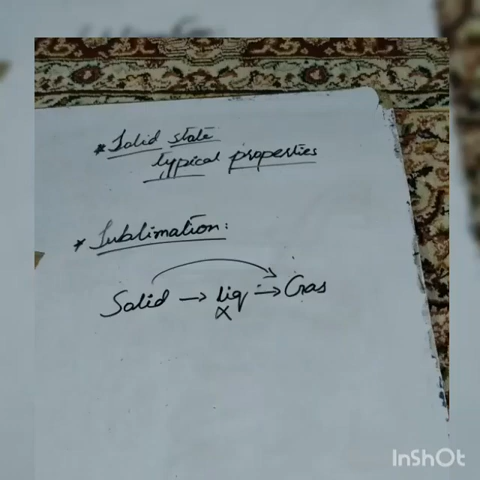 * Solid state
typical properties
* Sublimation:
Solid → Liq → Gas
x
InShOt